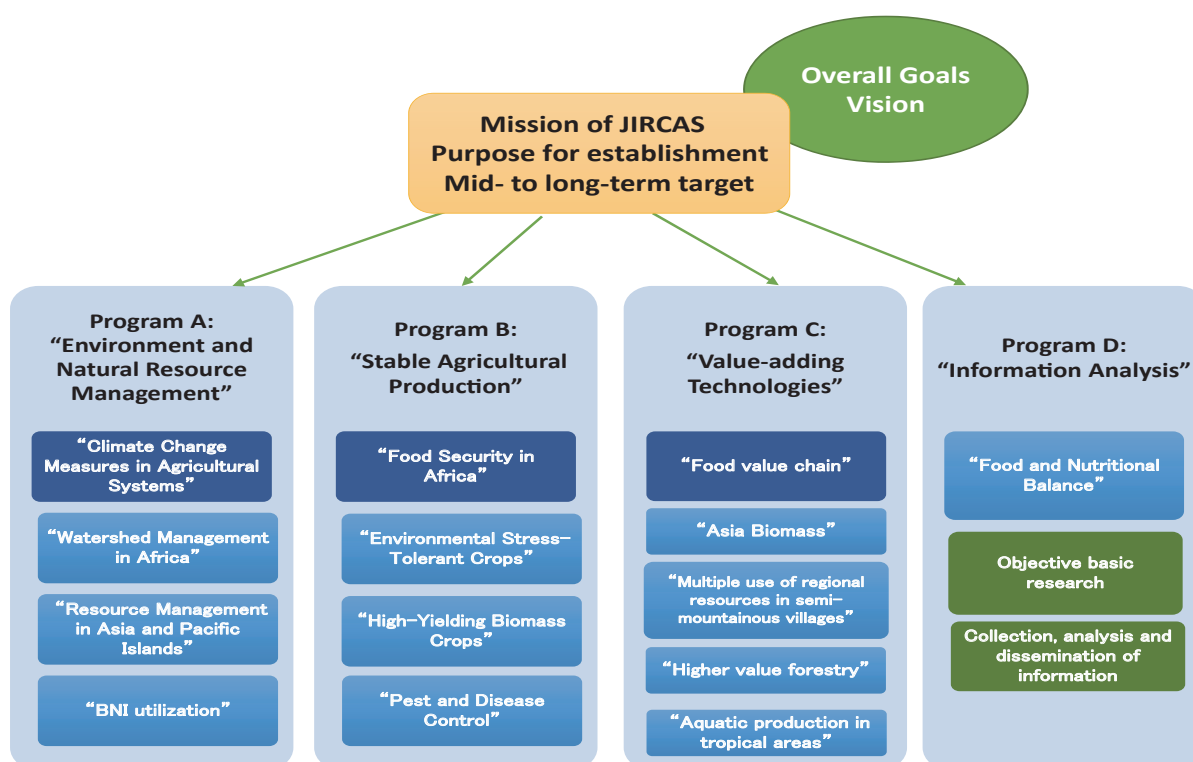 Overall Goals
Vision
Mission of JIRCAS
Purpose for establishment
Mid- to long-term target
Program A:
“Environment and
Natural Resource
Management”
“Climate Change
Measures in Agricultural
Systems”
“Watershed Management
in Africa”
“Resource Management
in Asia and Pacific
Islands”
“BNI utilization”
Program B:
“Stable Agricultural
Production”
“Food Security in
Africa”
“Environmental Stress-
Tolerant Crops”
“High-Yielding Biomass
Crops”
“Pest and Disease
Control”
Program C:
“Value-adding
Technologies”
“Food value chain”
“Asia Biomass”
“Multiple use of regional
resources in semi-
mountainous villages”
“Higher value forestry”
“Aquatic production in
tropical areas”
Program D:
“Information Analysis”
“Food and Nutritional
Balance”
Objective basic
research
Collection, analysis and
dissemination of
information